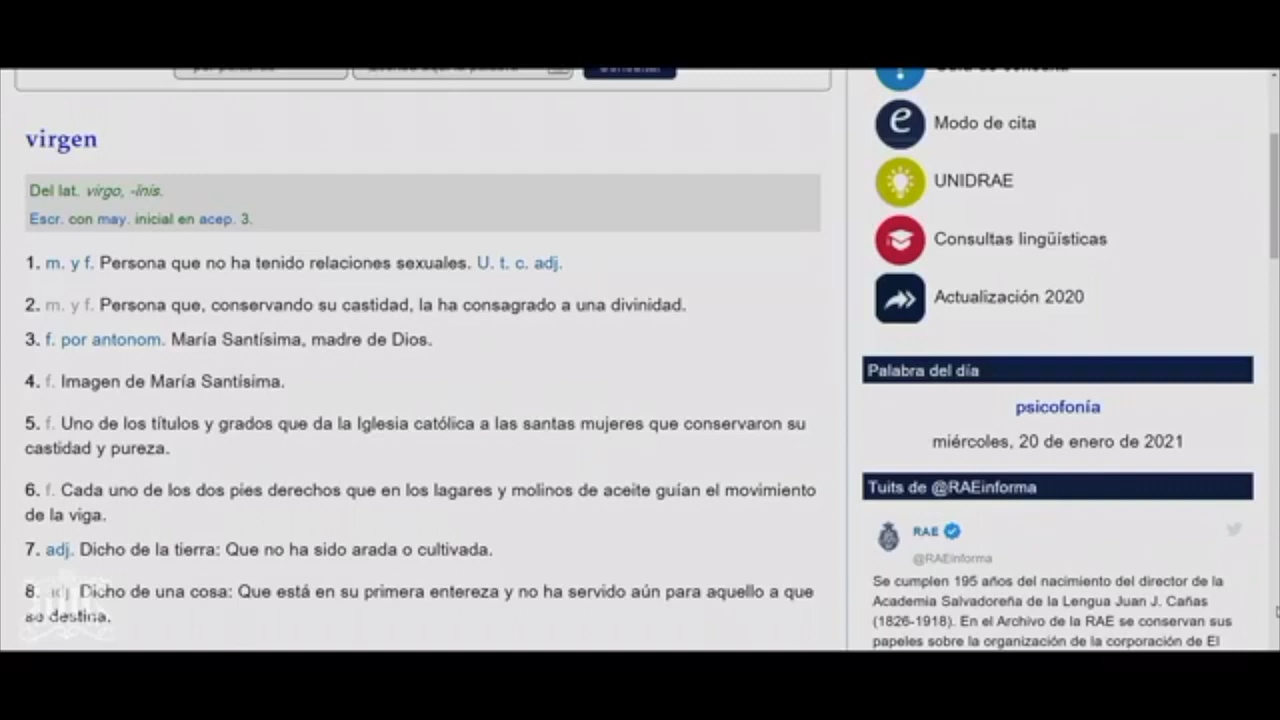 virgen
Del lat. virgo, -ĭnis.
Escr. con may. inicial en acep. 3.
1. m. y f. Persona que no ha tenido relaciones sexuales. U. t. c. adj.
2. m. y f. Persona que, conservando su castidad, la ha consagrado a una divinidad.
3. f. por antonom. María Santísima, madre de Dios.
4. f. Imagen de María Santísima.
5. f. Uno de los títulos y grados que da la Iglesia católica a las santas mujeres que conservaron su
castidad y pureza.
6. f. Cada uno de los dos pies derechos que en los lagares y molinos de aceite guían el movimiento
de la viga.
7. adj. Dicho de la tierra: Que no ha sido arada o cultivada.
8. adj. Dicho de una cosa: Que está en su primera entereza y no ha servido aún para aquello a que
se destina.
Modo de cita
UNIDRAE
Consultas lingüísticas
Actualización 2020
Palabra del día
psicofonía
miércoles, 20 de enero de 2021
Tuits de @RAEinforma
RAE
@RAEinforma
Se cumplen 195 años del nacimiento del director de la
Academia Salvadoreña de la Lengua Juan J. Cañas
(1826-1918). En el Archivo de la RAE se conservan sus
papeles sobre la organización de la corporación de El